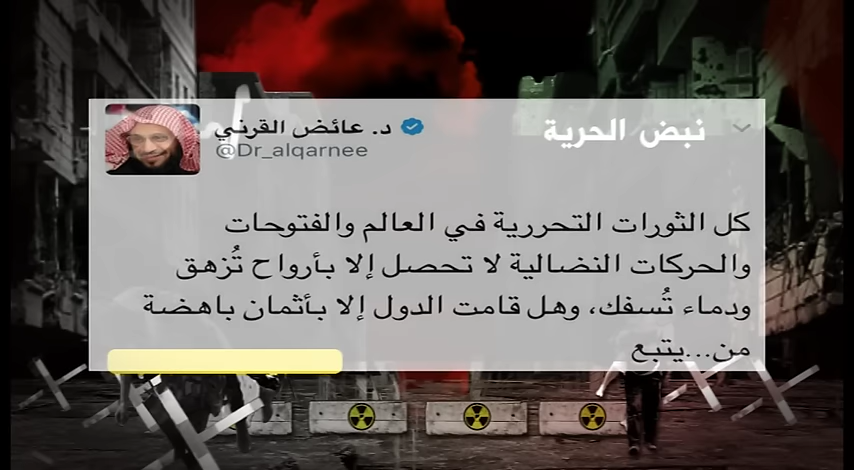 د. عائض القرني
@Dr_alqarnee
نبض الحرية
كل الثورات التحررية في العالم والفتوحات
والحركات النضالية لا تحصل إلا بأرواح تُزهق
ودماء تُسفك، وهل قامت الدول إلا بأثمان باهضة
من...يتبع